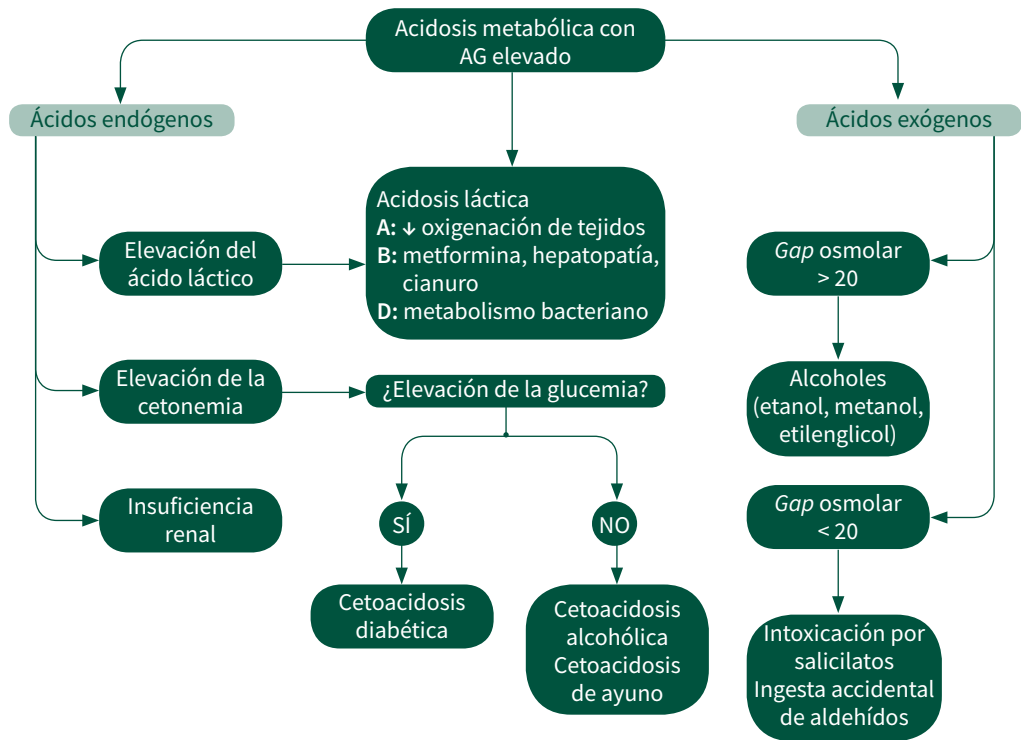 Acidosis metabólica con
AG elevado
Ácidos endógenos
Ácidos exógenos
Acidosis láctica
A: ↓ oxigenación de tejidos
B: metformina, hepatopatía,
cianuro
D: metabolismo bacteriano
Elevación del
ácido láctico
Gap osmolar
> 20
Elevación de la
cetonemia
¿Elevación de la glucemia?
Alcoholes
(etanol, metanol,
etilenglicol)
Insuficiencia
renal
SÍ
NO
Gap osmolar
< 20
Cetoacidosis
diabética
Cetoacidosis
alcohólica
Cetoacidosis
de ayuno
Intoxicación por
salicilatos
Ingesta accidental
de aldehídos